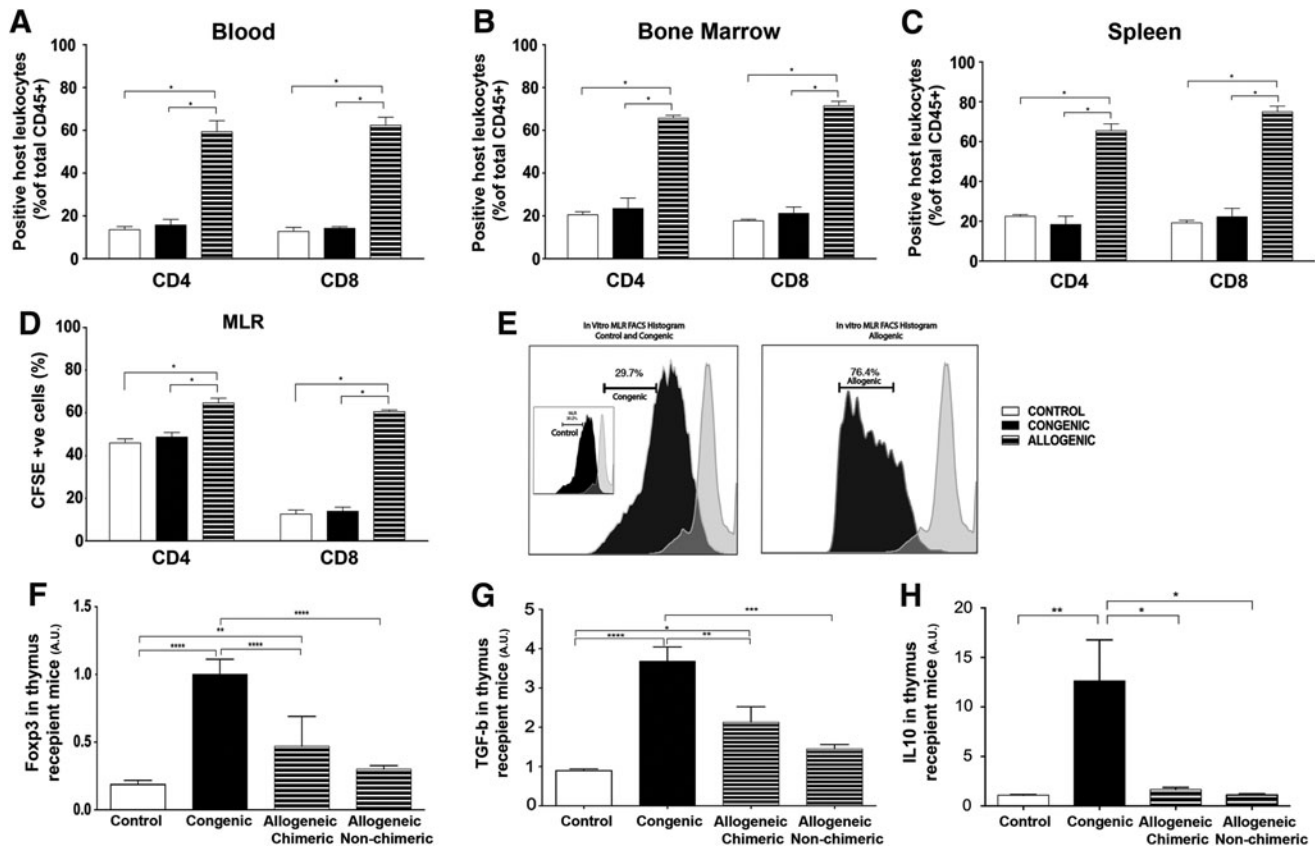 A
Blood
Positive host leukocytes
(%of total CD45+)
100
80
60
40
20
0
*
*
*
*
CD4
CD8
B
Bone Marrow
Positive host leukocytes
(% of total CD45+)
100
80
60
40
20
0
*
*
*
*
CD4
CD8
C
Spleen
Positive host leukocytes
(% of total CD45+)
100
80
60
40
20
0
*
*
*
*
CD4
CD8
D
MLR
CFSE +ve cells (%)
100
80
60
40
20
0
*
*
*
*
CD4
CD8
E
In Vitro MLR FACS Histogram
Control and Congenic
29.7%
Congenic
MLR
Control
In vitro MLR FACS Histogram
Allogenic
76.4%
Allogenic
CONTROL
CONGENIC
ALLOGENIC
F
Foxp3 in thymus
recepient mice (A.U.)
1.5
1.0
0.5
0.0
****
**
****
****
Control
Congenic
Allogeneic
Chimeric
Allogeneic
Non-chimeric
G
TGF-b in thymus
recepient mice (A.U.)
5
4
3
2
1
0
***
*
****
**
Control
Congenic
Allogeneic
Chimeric
Allogeneic
Non-chimeric
H
IL10 in thymus
recepient mice (A.U.)
20
15
10
5
0
*
**
*
Control
Congenic
Allogeneic
Chimeric
Allogeneic
Non-chimeric